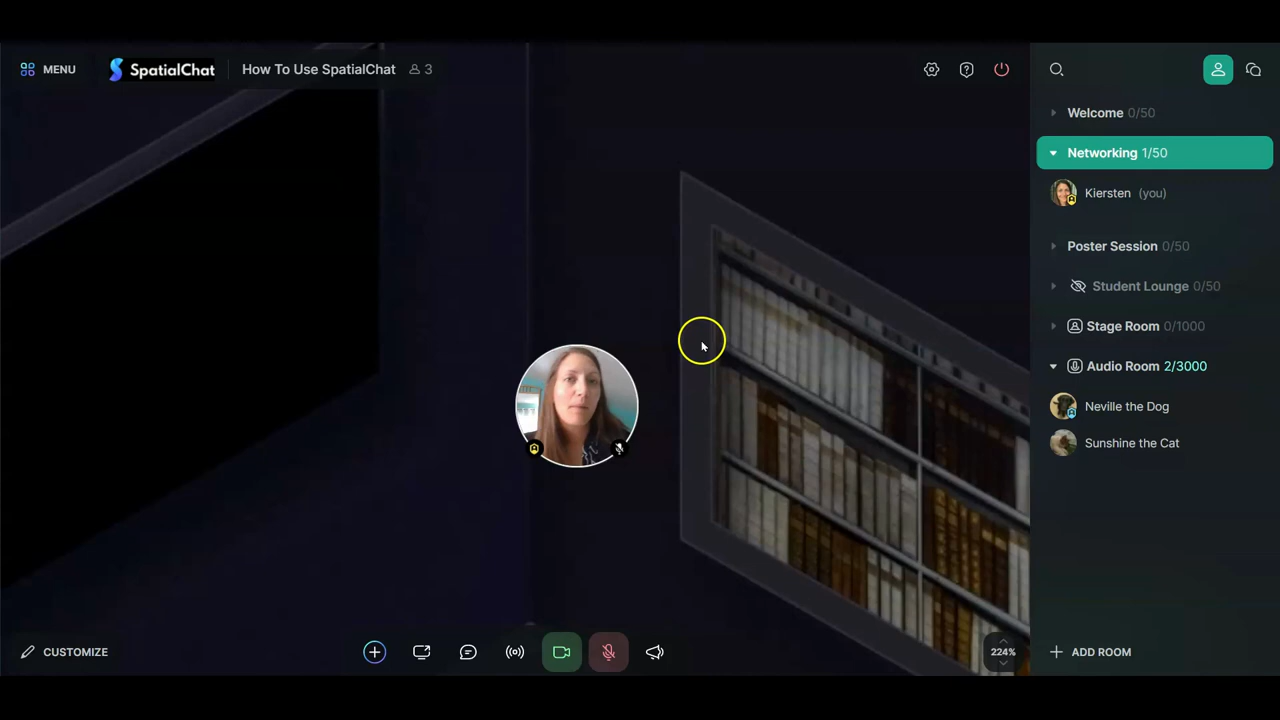 MENU
SpatialChat
How To Use SpatialChat
3
Welcome 0/50
Networking 1/50
Kiersten (you)
Poster Session 0/50
Student Lounge 0/50
Stage Room 0/1000
Audio Room 2/3000
Neville the Dog
Sunshine the Cat
CUSTOMIZE
224%
ADD ROOM